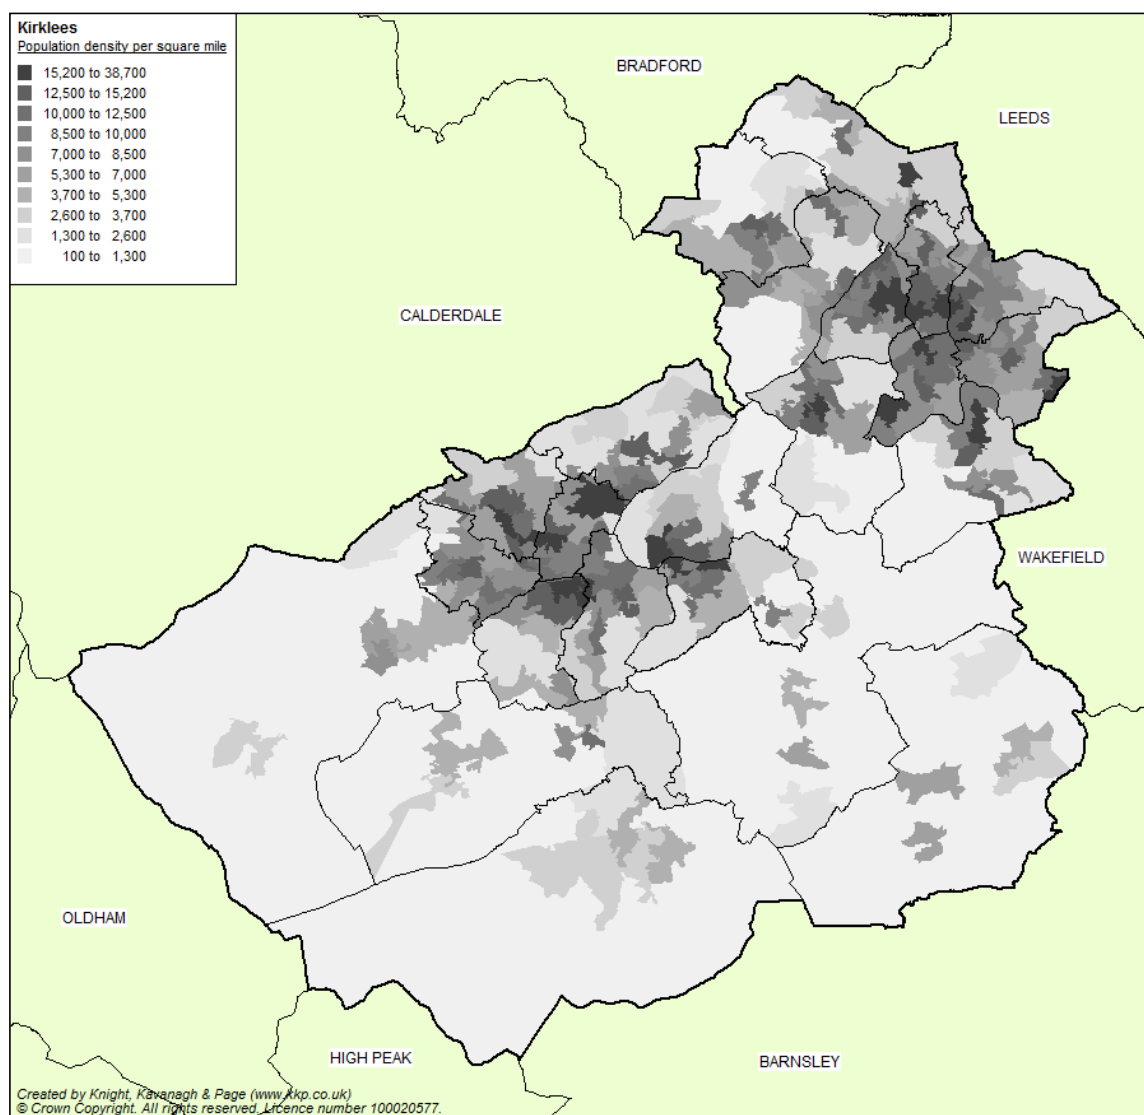 Kirklees
Population density per square mile
15,200 to 38,700
12,500 to 15,200
10,000 to 12,500
8,500 to 10,000
7,000 to 8,500
5,300 to 7,000
3,700 to 5,300
2,600 to 3,700
1,300 to 2,600
100 to 1,300
BRADFORD
LEEDS
CALDERDALE
WAKEFIELD
OLDHAM
HIGH PEAK
BARNSLEY
Created by Knight, Kavanagh & Page (www.kkp.co.uk)
© Crown Copyright. All rights reserved. Licence number 100020577.